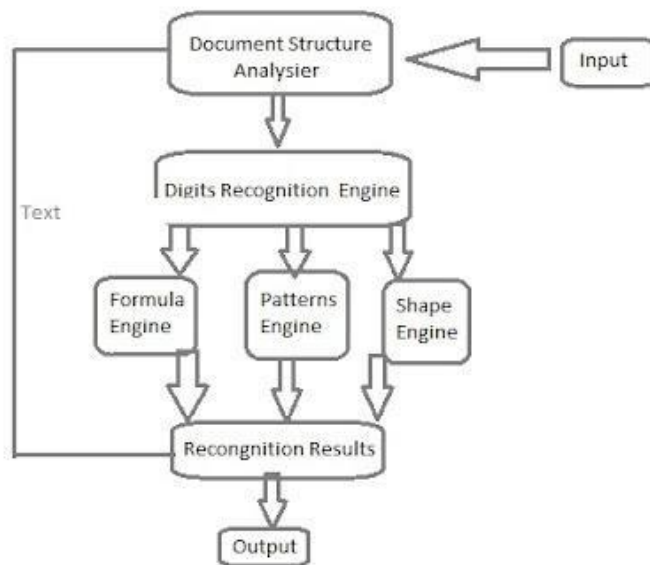 Document Structure
Analysier
Input
Digits Recognition Engine
Text
Formula
Engine
Patterns
Engine
Shape
Engine
Recongnition Results
Output